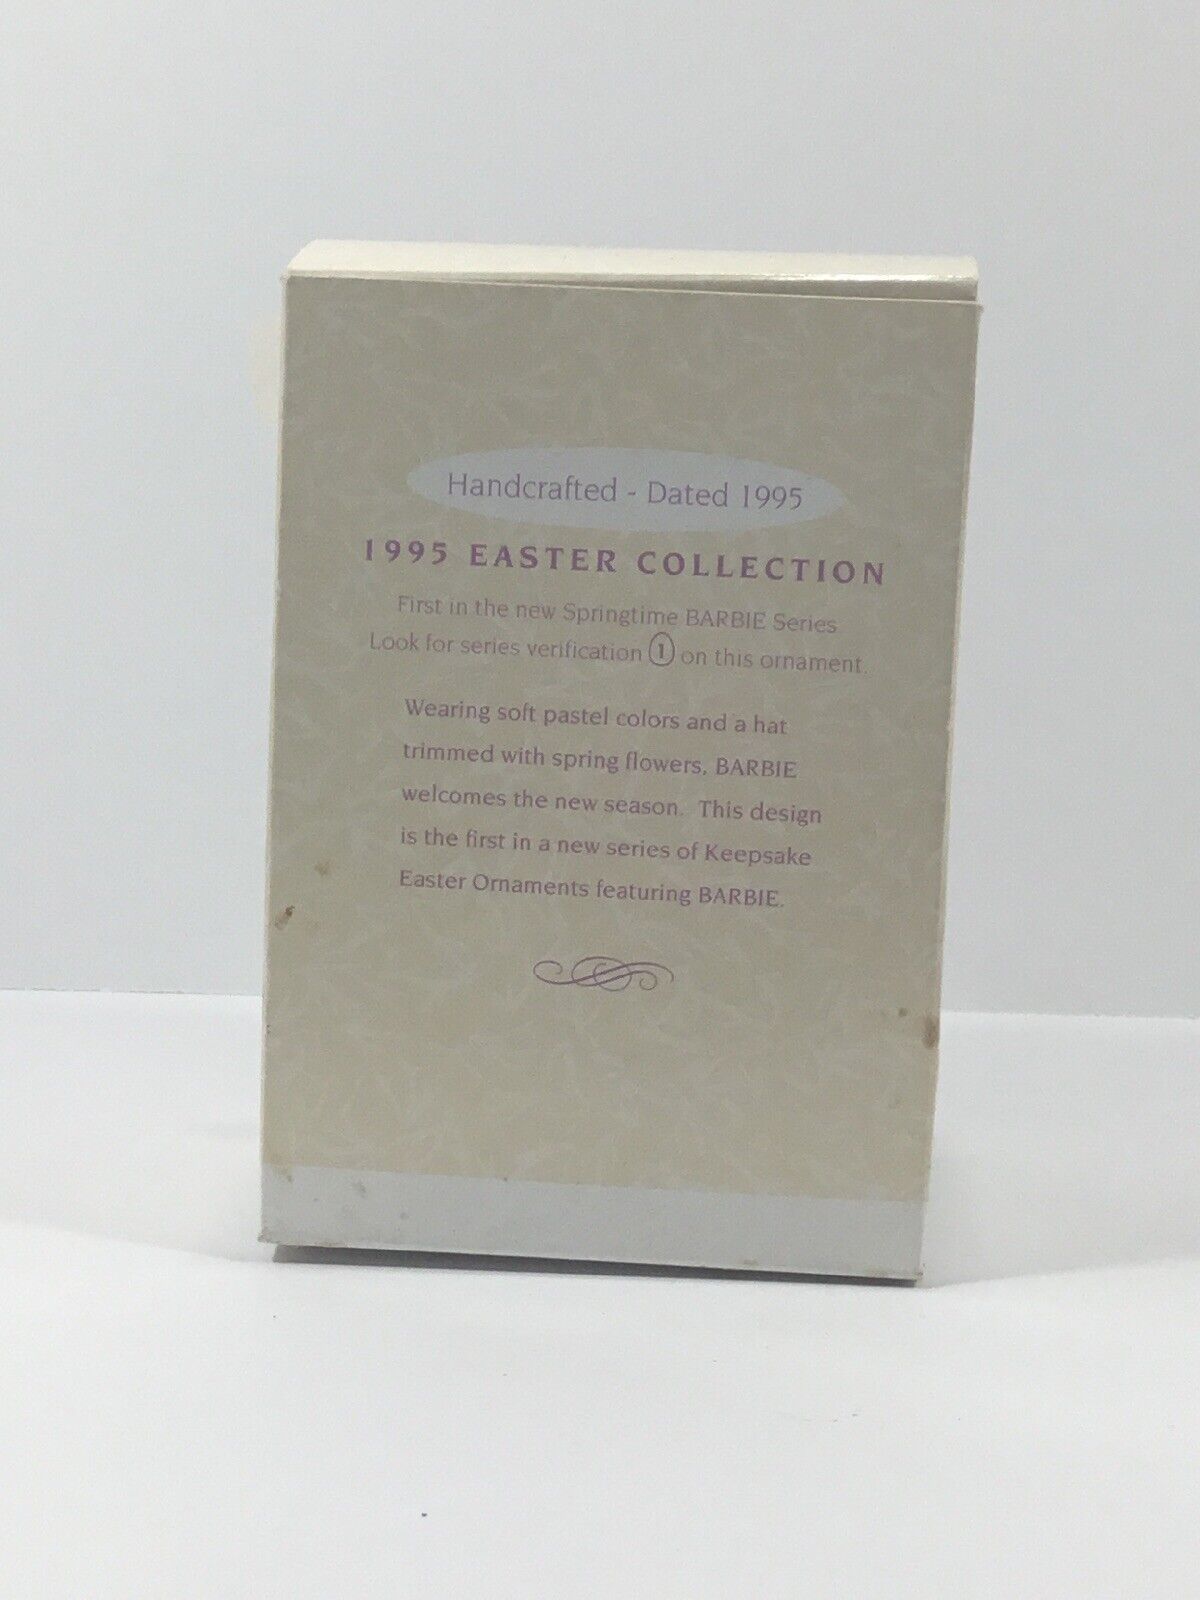 Handcrafted - Dated 1995
1995 EASTER COLLECTION
First in the new Springtime BARBIE Series
Look for series verification ① on this ornament.
Wearing soft pastel colors and a hat
trimmed with spring flowers, BARBIE
welcomes the new season. This design
is the first in a new series of Keepsake
Easter Ornaments featuring BARBIE.